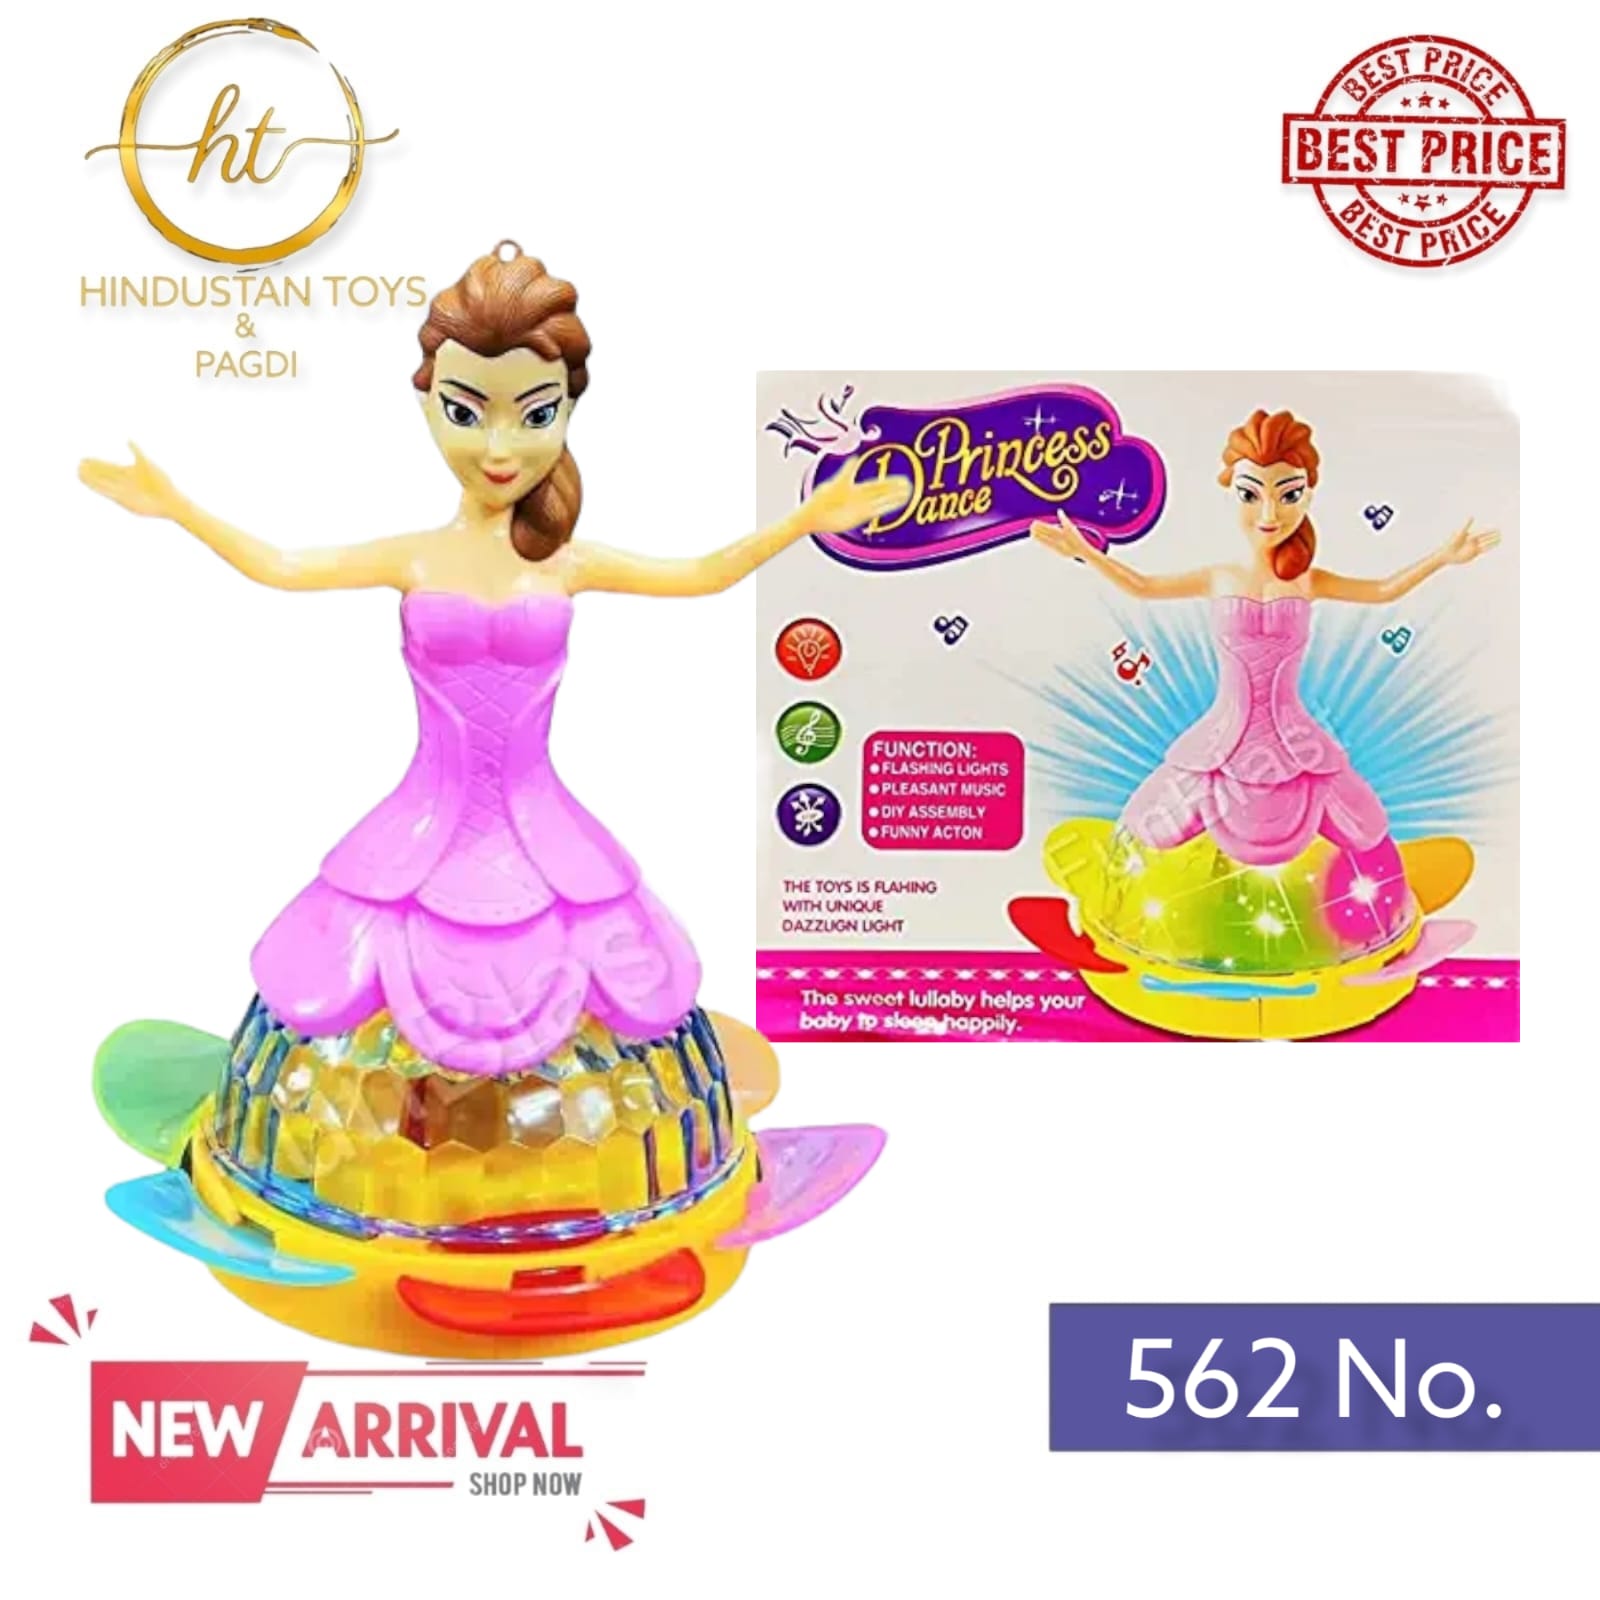 ht
HINDUSTAN TOYS
&
PAGDI
BEST PRICE
BEST PRICE
BEST PRICE
Princess
Dance
FUNCTION:
• FLASHING LIGHTS
• PLEASANT MUSIC
• DIY ASSEMBLY
• FUNNY ACTON
THE TOYS IS FLAHING
WITH UNIQUE
DAZZUGN LIGHT
The sweet lullaby helps your
baby to sleep happily.
562 No.
NEW ARRIVAL
SHOP NOW